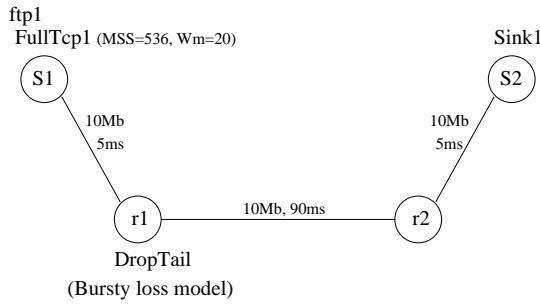 ftp1
FullTcp1 (MSS=536, Wm=20)
Sink1
S1
S2
10Mb
5ms
10Mb
5ms
r1
10Mb, 90ms
r2
DropTail
(Bursty loss model)